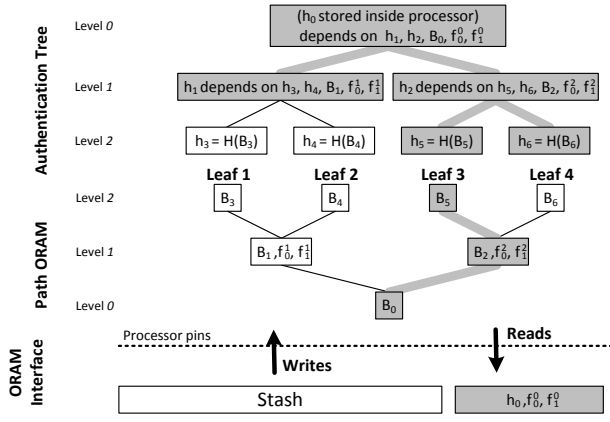 Authentication Tree
Level 0
(h₀ stored inside processor)
depends on h₁, h₂, B₀, f₀⁰, f₁⁰
Level 1
h₁ depends on h₃, h₄, B₁, f₀¹, f₁¹
h₂ depends on h₅, h₆, B₂, f₀², f₁²
Level 2
h₃ = H(B₃)
h₄ = H(B₄)
h₅ = H(B₅)
h₆ = H(B₆)
Leaf 1
Leaf 2
Leaf 3
Leaf 4
Path ORAM
Level 2
B₃
B₄
B₅
B₆
Level 1
B₁,f₀¹, f₁¹
B₂,f₀², f₁²
Level 0
B₀
Processor pins
Reads
Writes
ORAM
Interface
Stash
h₀,f₀⁰, f₁⁰